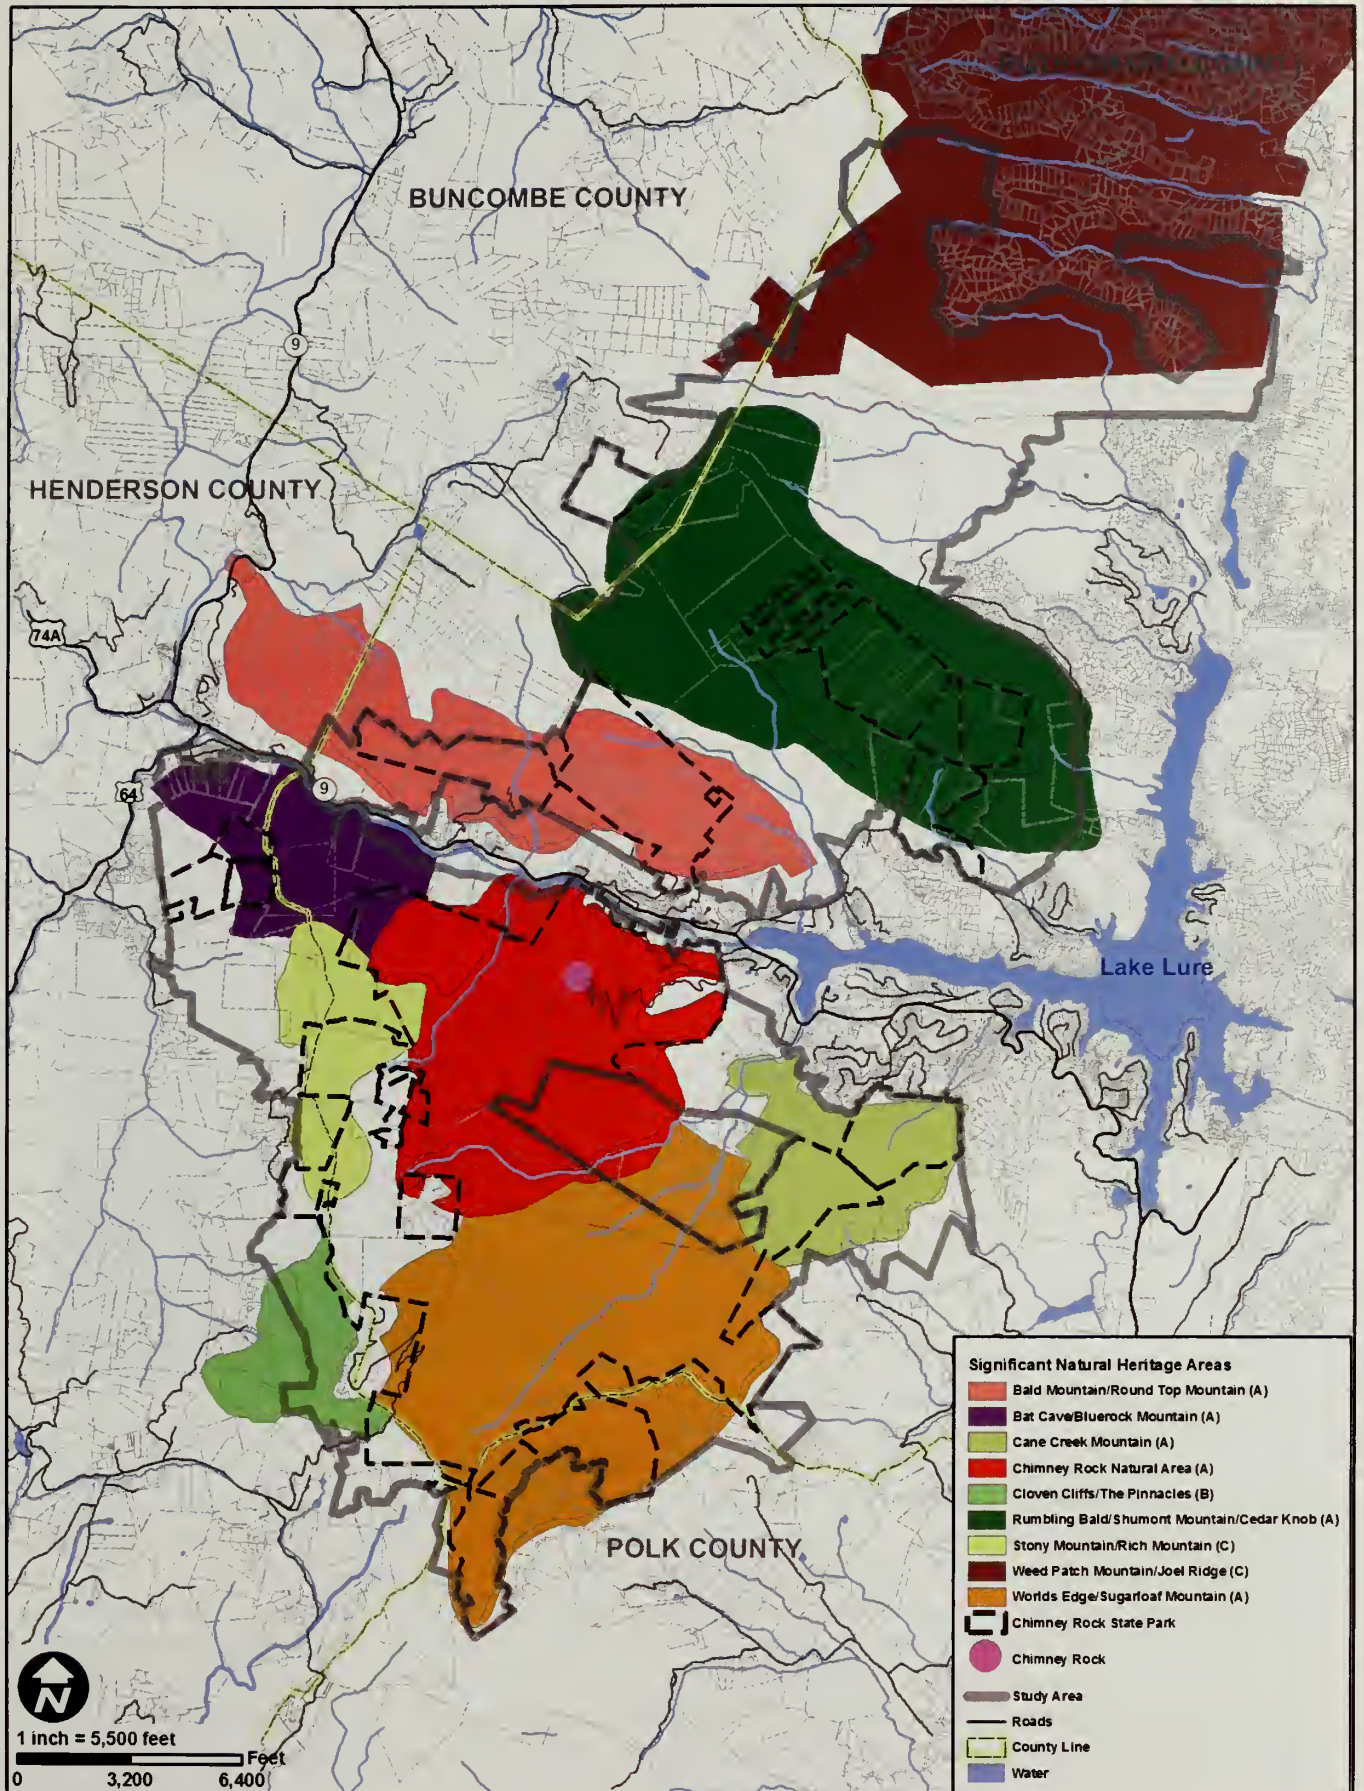 BUNCOMBE COUNTY
9
HENDERSON COUNTY
74A
64
9
Lake Lure
POLK COUNTY
Significant Natural Heritage Areas
Bald Mountain/Round Top Mountain (A)
Bat Cave/Bluerock Mountain (A)
Cane Creek Mountain (A)
Chimney Rock Natural Area (A)
Cloven Cliffs/The Pinnacles (B)
Rumbling Bald/Shumont Mountain/Cedar Knob (A)
Stony Mountain/Rich Mountain (C)
Weed Patch Mountain/Joel Ridge (C)
Worlds Edge/Sugarloaf Mountain (A)
Chimney Rock State Park
Chimney Rock
Study Area
Roads
County Line
Water
N
1 inch = 5,500 feet
Feet
0 3,200 6,400